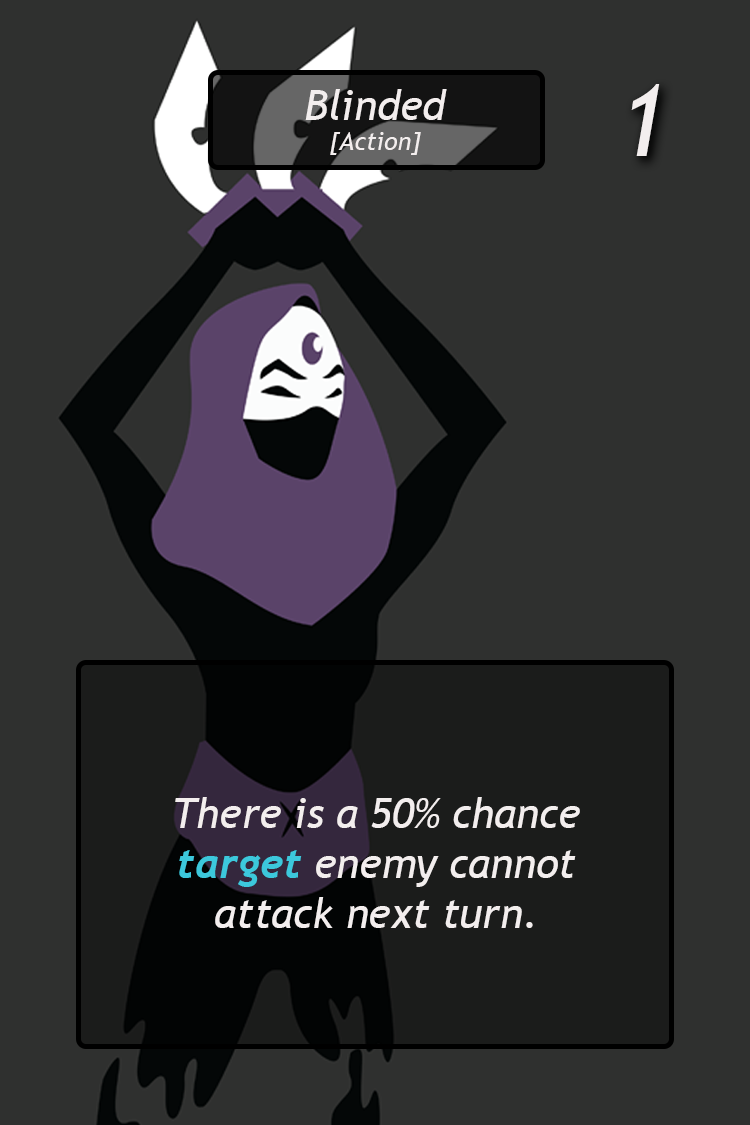 Blinded
[Action]
1
There is a 50% chance
target enemy cannot
attack next turn.